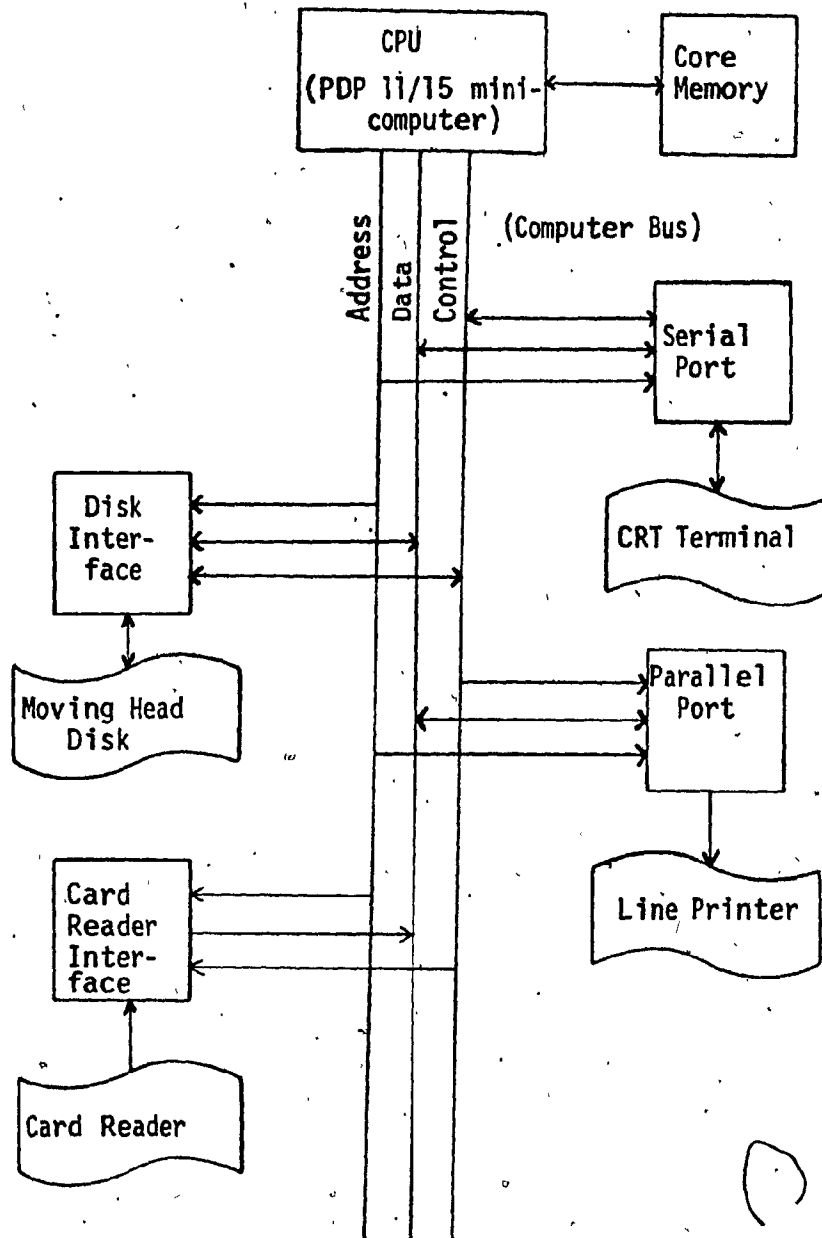 CPU
(PDP 11/15 mini-
computer)
Core
Memory
Address
Data
Control
(Computer Bus)
Serial
Port
CRT Terminal
Disk
Inter-
face
Moving Head
Disk
Parallel
Port
Line Printer
Card
Reader
Inter-
face
Card Reader